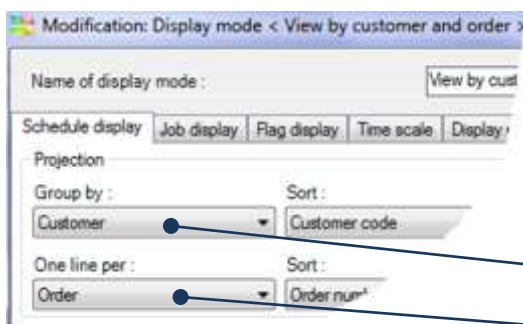 Modification: Display mode < View by customer and order >
Name of display mode : View by cust
Schedule display Job display Flag display Time scale Display
Projection
Group by : Sort :
Customer Customer code
One line per : Sort :
Order Order